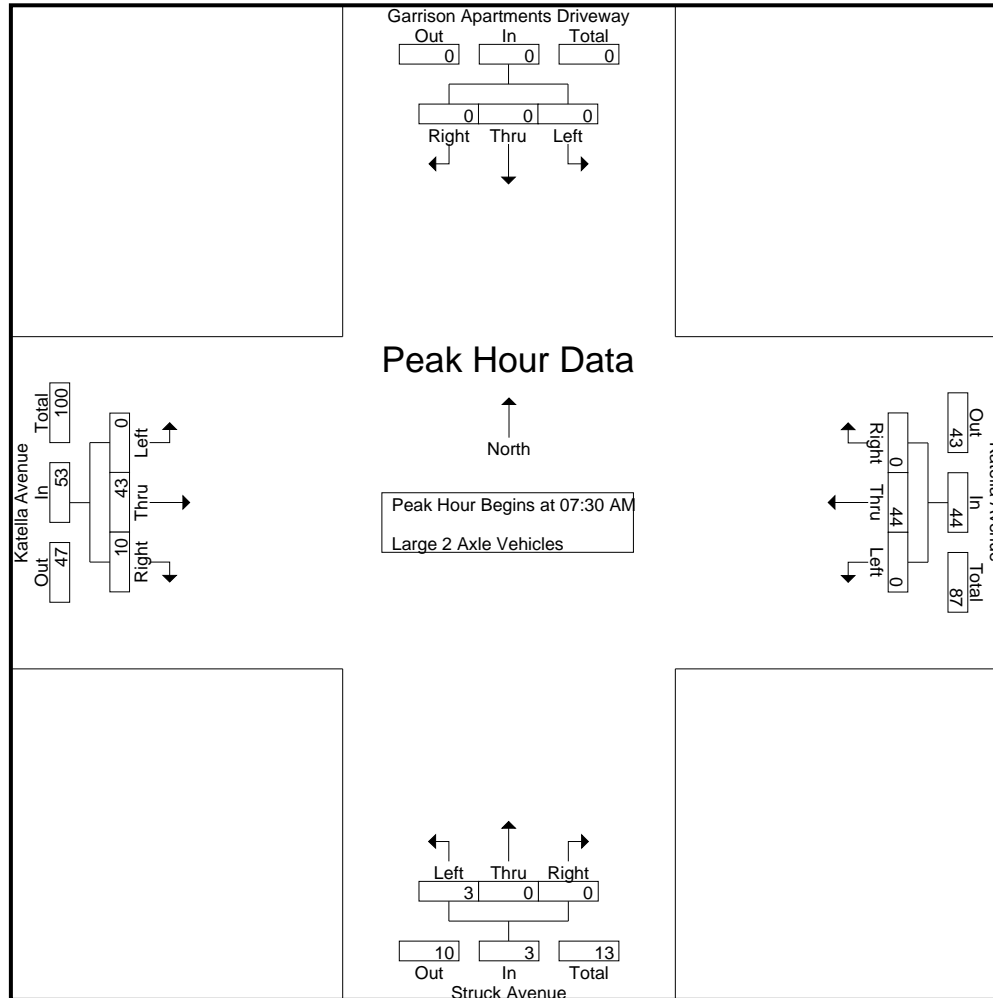 Garrison Apartments Driveway
Out In Total
0 0 0
0 0 0
Right Thru Left
Peak Hour Data
North
Peak Hour Begins at 07:30 AM
Large 2 Axle Vehicles
Katella Avenue
Out In Total
47 53 100
10 43 0
Right Thru Left
Out In Total
43 44 87
0 44 0
Right Thru Left
Left Thru Right
3 0 0
10 3 13
Out In Total
Struck Avenue